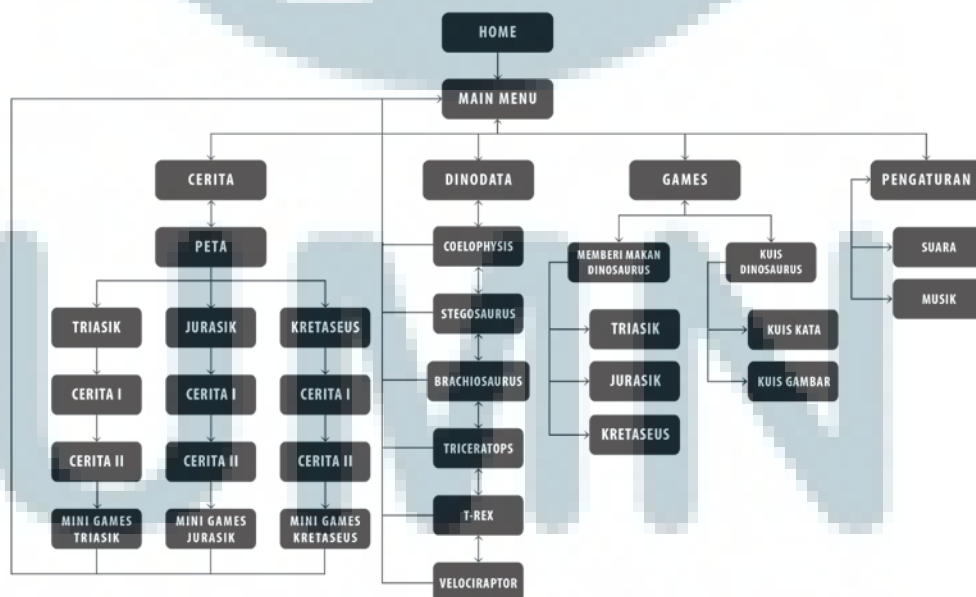 HOME
MAIN MENU
CERITA
DINODATA
GAMES
PENGATURAN
PETA
COELOPHYSIS
MEMBERI MAKAN
DINOSAURUS
KUIS
DINOSAURUS
SUARA
MUSIK
TRIASIK
JURASIK
KRETASEUS
STEGOSAURUS
TRIASIK
KUIS KATA
CERITA I
CERITA I
CERITA I
BRACHIOSAURUS
JURASIK
KUIS GAMBAR
CERITA II
CERITA II
CERITA II
TRICERATOPS
KRETASEUS
MINI GAMES
TRIASIK
MINI GAMES
JURASIK
MINI GAMES
KRETASEUS
T-REX
VELOCIRAPTOR
UMN